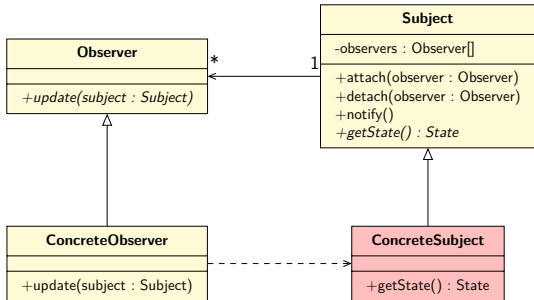 Observer
+update(subject : Subject)
*
1
Subject
-observers : Observer[]
+attach(observer : Observer)
+detach(observer : Observer)
+notify()
+getState() : State
ConcreteObserver
+update(subject : Subject)
ConcreteSubject
+getState() : State